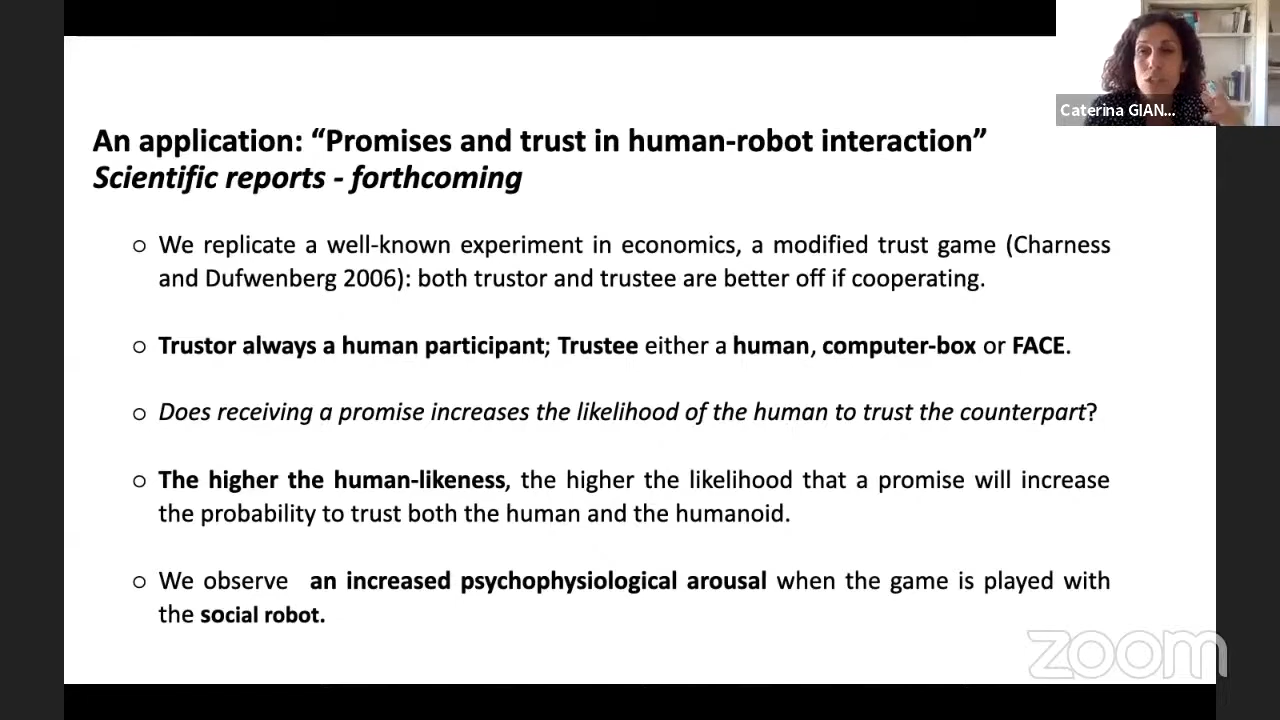 Caterina GIAN...
An application: “Promises and trust in human-robot interaction”
Scientific reports - forthcoming
○ We replicate a well-known experiment in economics, a modified trust game (Charness
and Dufwenberg 2006): both trustor and trustee are better off if cooperating.
○ Trustor always a human participant; Trustee either a human, computer-box or FACE.
○ Does receiving a promise increases the likelihood of the human to trust the counterpart?
○ The higher the human-likeness, the higher the likelihood that a promise will increase
the probability to trust both the human and the humanoid.
○ We observe an increased psychophysiological arousal when the game is played with
the social robot.
zoom